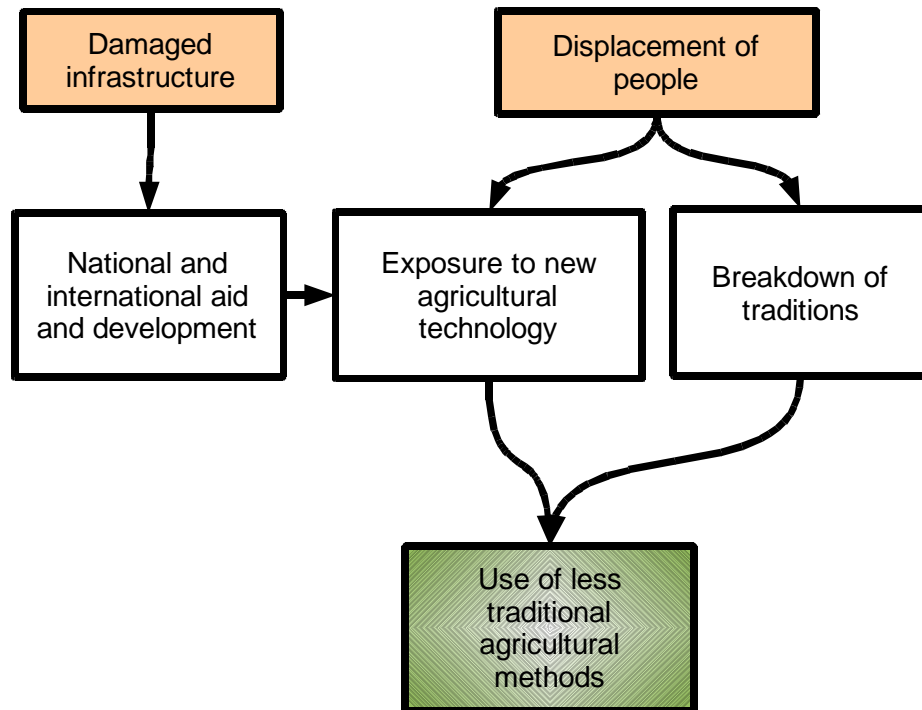 Damaged
infrastructure
Displacement of
people
National and
international aid
and development
Exposure to new
agricultural
technology
Breakdown of
traditions
Use of less
traditional
agricultural
methods